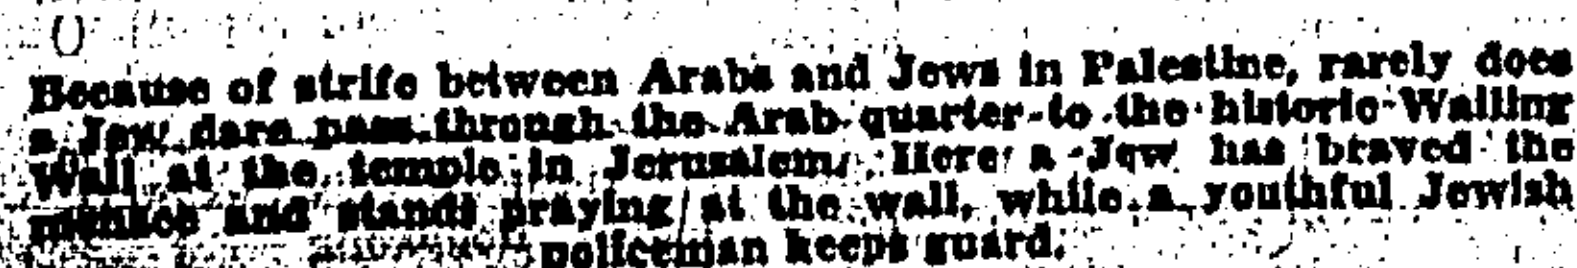 Because of strife between Arabs and Jews in Palestine, rarely does
a Jew dare pass through the Arab quarter to the historic Wailing
Wall at the temple in Jerusalem. Here a Jew has braved the
menace and stands praying at the wall, while a youthful Jewish
policeman keeps guard.